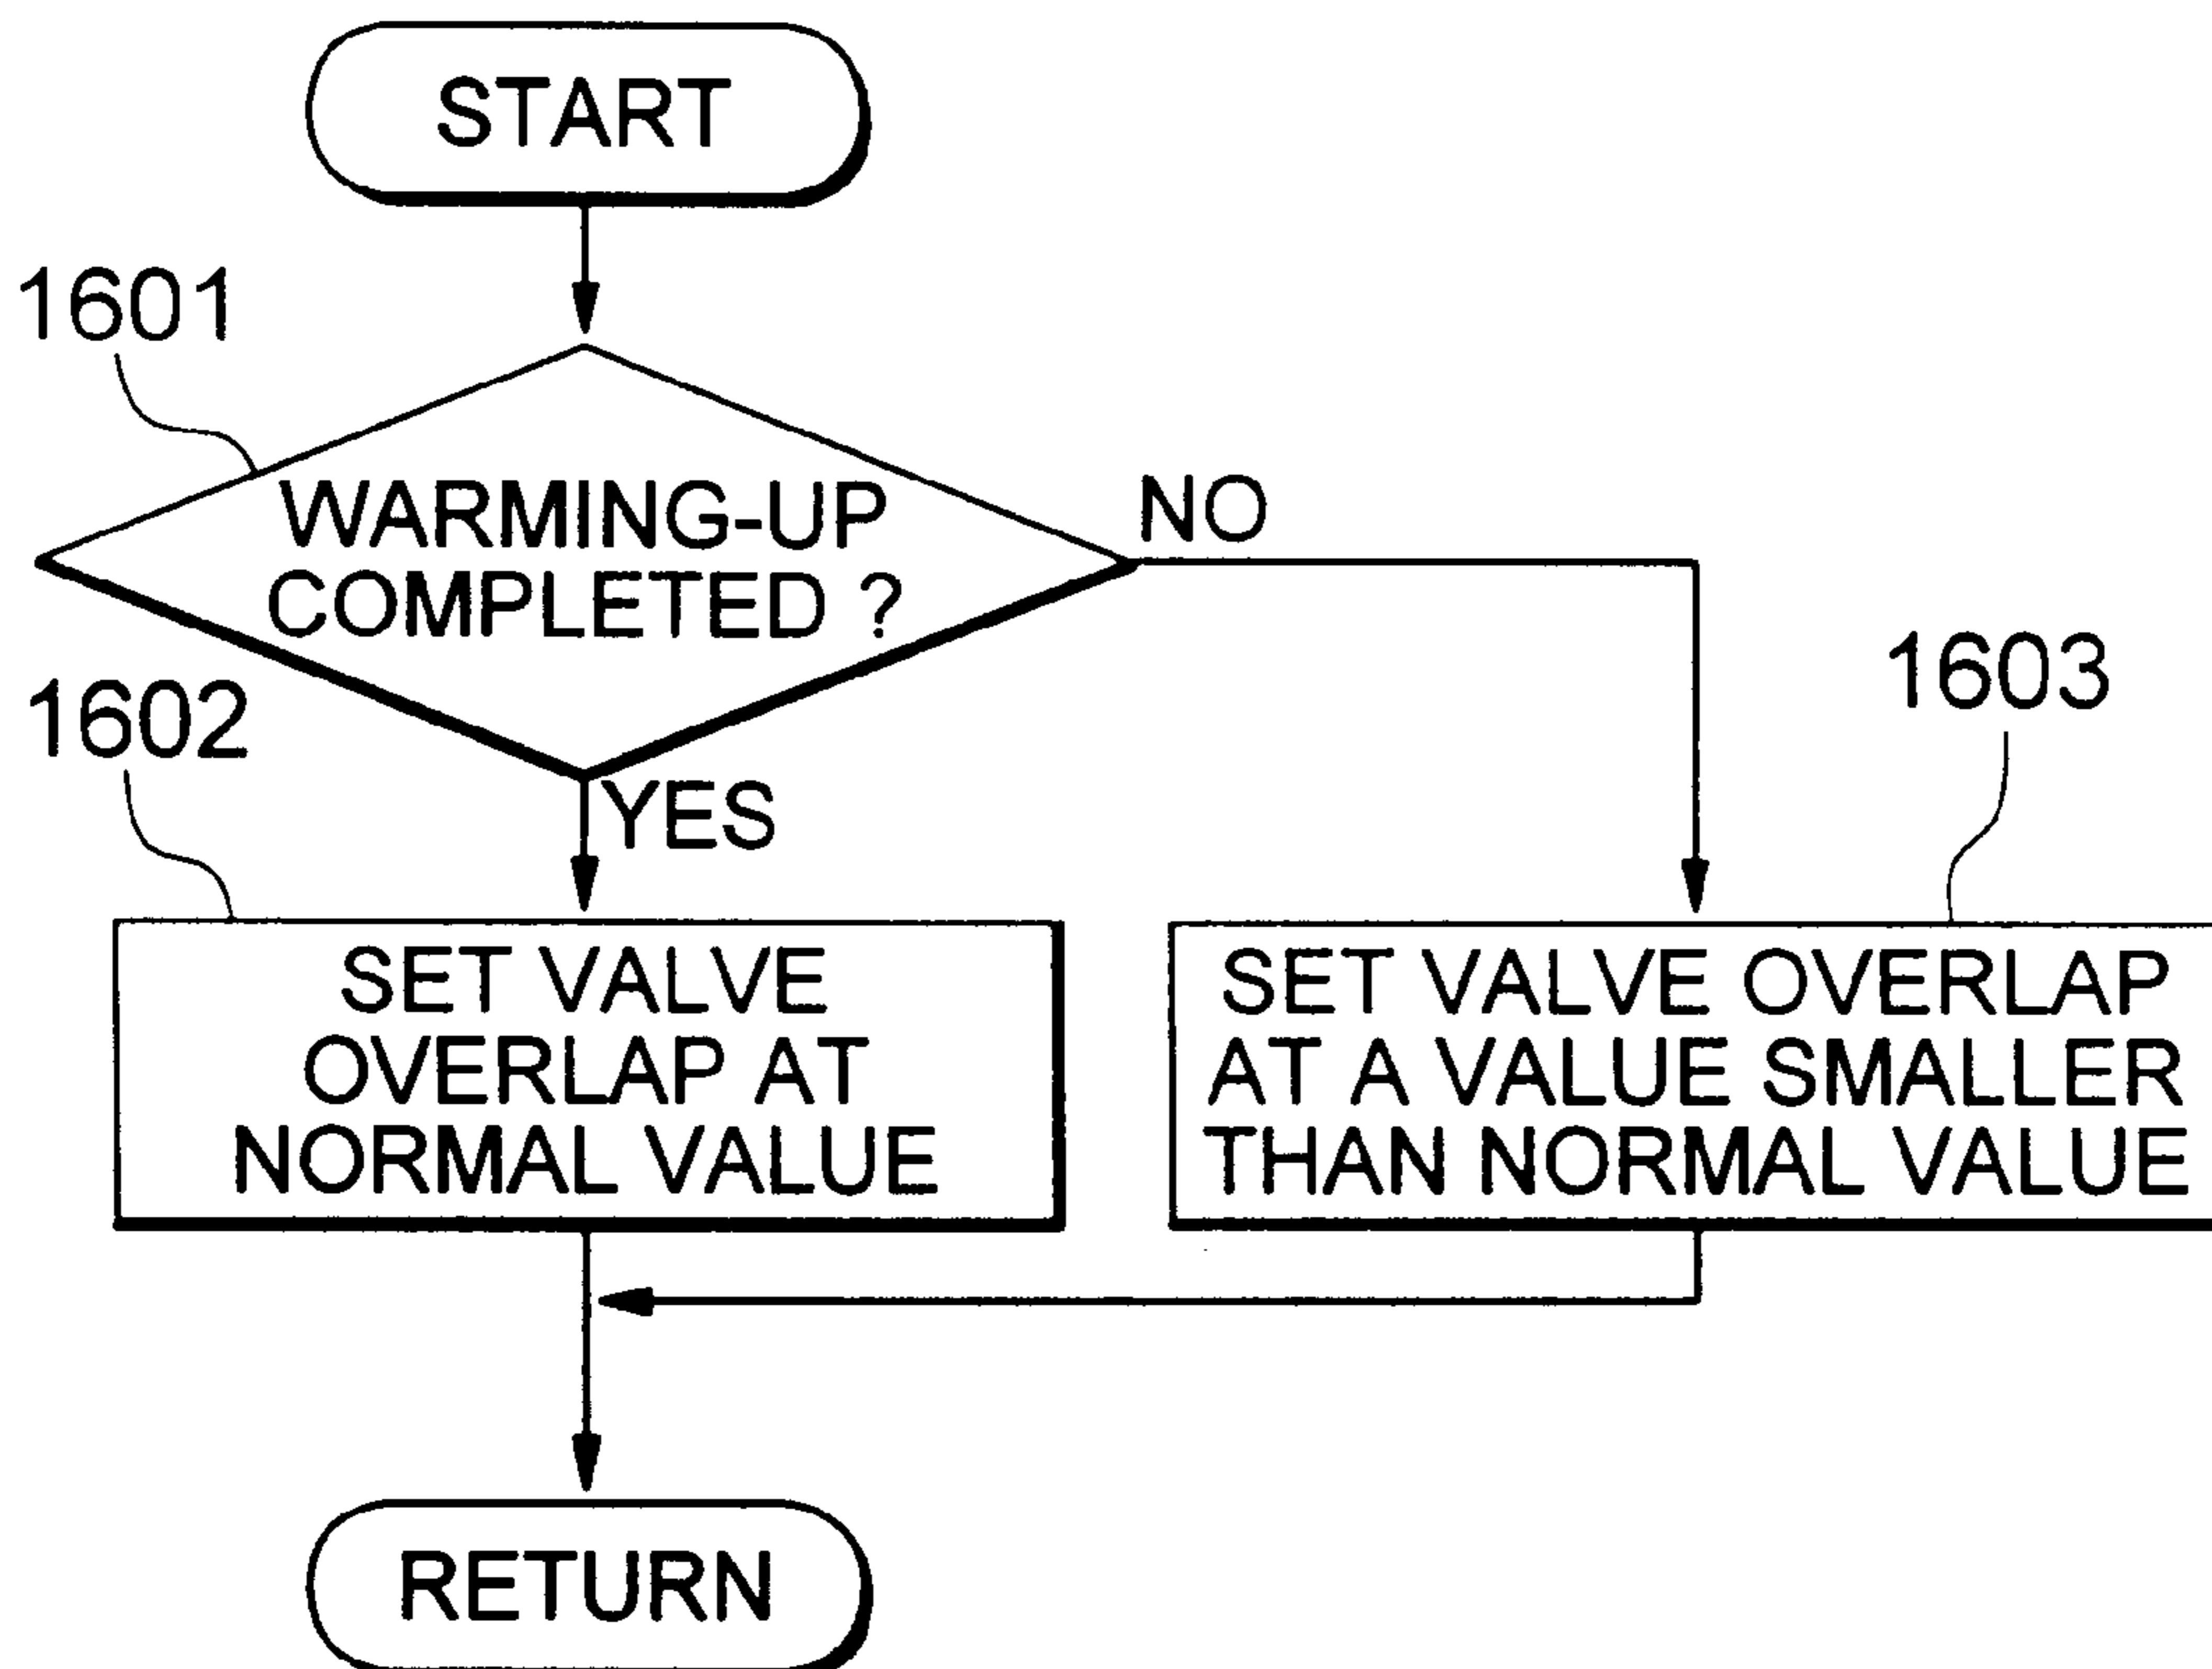 START
1601
WARMING-UP
COMPLETED ?
NO
1602
YES
1603
SET VALVE
OVERLAP AT
NORMAL VALUE
SET VALVE OVERLAP
AT A VALUE SMALLER
THAN NORMAL VALUE
RETURN